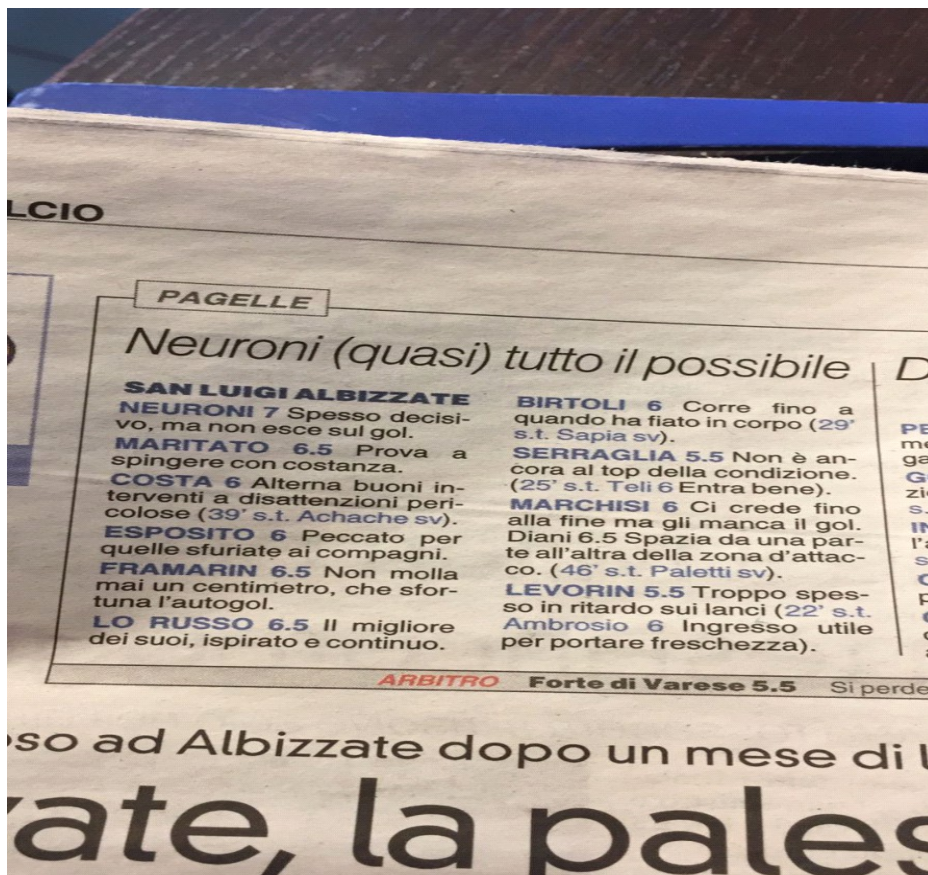 LCIO
PAGELLE
Neuroni (quasi) tutto il possibile
SAN LUIGI ALBIZZATE
NEURONI 7 Spesso decisi-
vo, ma non esce sul gol.
MARITATO 6.5 Prova a
spingere con costanza.
COSTA 6 Alterna buoni in-
terventi a disattenzioni peri-
colose (39' s.t. Achache sv).
ESPOSITO 6 Peccato per
quelle sfuriate ai compagni.
FRAMARIN 6.5 Non molla
mai un centimetro, che sfor-
tuna l'autogol.
LO RUSSO 6.5 Il migliore
dei suoi, ispirato e continuo.
BIRTOLI 6 Corre fino a
quando ha fiato in corpo (29'
s.t. Sapia sv).
SERRAGLIA 5.5 Non è an-
cora al top della condizione.
(25' s.t. Teli 6 Entra bene).
MARCHISI 6 Ci crede fino
alla fine ma gli manca il gol.
Diani 6.5 Spazia da una par-
te all'altra della zona d'attac-
co. (46' s.t. Paletti sv).
LEVORIN 5.5 Troppo spes-
so in ritardo sui lanci (22' s.t.
Ambrosio 6 Ingresso utile
per portare freschezza).
ARBITRO Forte di Varese 5.5 Si perde
so ad Albizzate dopo un mese di
ate, la pales